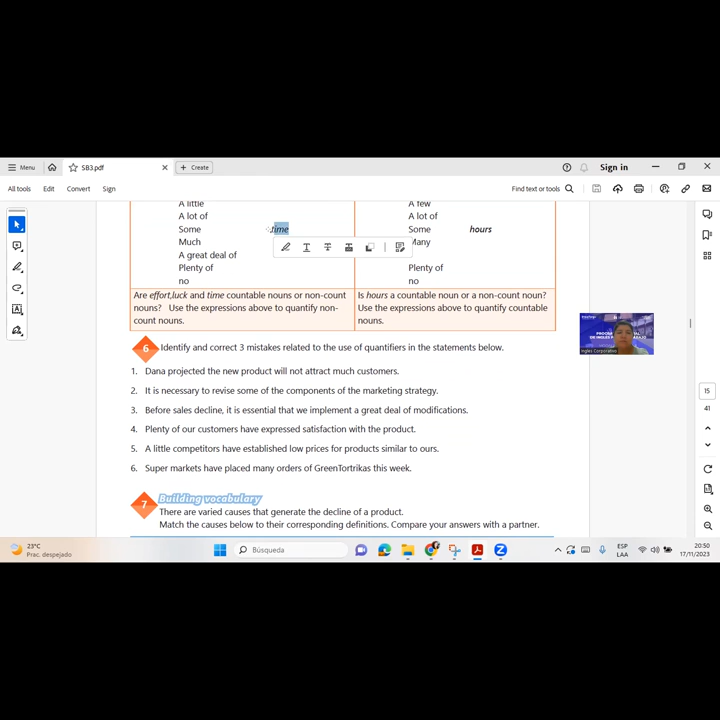 Menu
SB3.pdf
Create
Sign in
All tools
Edit
Convert
Sign
Find text or tools
A little
A lot of
Some
time
Much
A great deal of
Plenty of
no
Are effort,luck and time countable nouns or non-count
nouns? Use the expressions above to quantify non-
count nouns.
A few
A lot of
Some
hours
Many
Plenty of
no
Is hours a countable noun or a non-count noun?
Use the expressions above to quantify countable
nouns.
6 Identify and correct 3 mistakes related to the use of quantifiers in the statements below.
1. Dana projected the new product will not attract much customers.
2. It is necessary to revise some of the components of the marketing strategy.
3. Before sales decline, it is essential that we implement a great deal of modifications.
4. Plenty of our customers have expressed satisfaction with the product.
5. A little competitors have established low prices for products similar to ours.
6. Super markets have placed many orders of GreenTortrikas this week.
7 Building vocabulary
There are varied causes that generate the decline of a product.
Match the causes below to their corresponding definitions. Compare your answers with a partner.
Ingles Corporativo
15
41
23°C
Prac. despejado
Búsqueda
ESP
LAA
20:50
17/11/2023